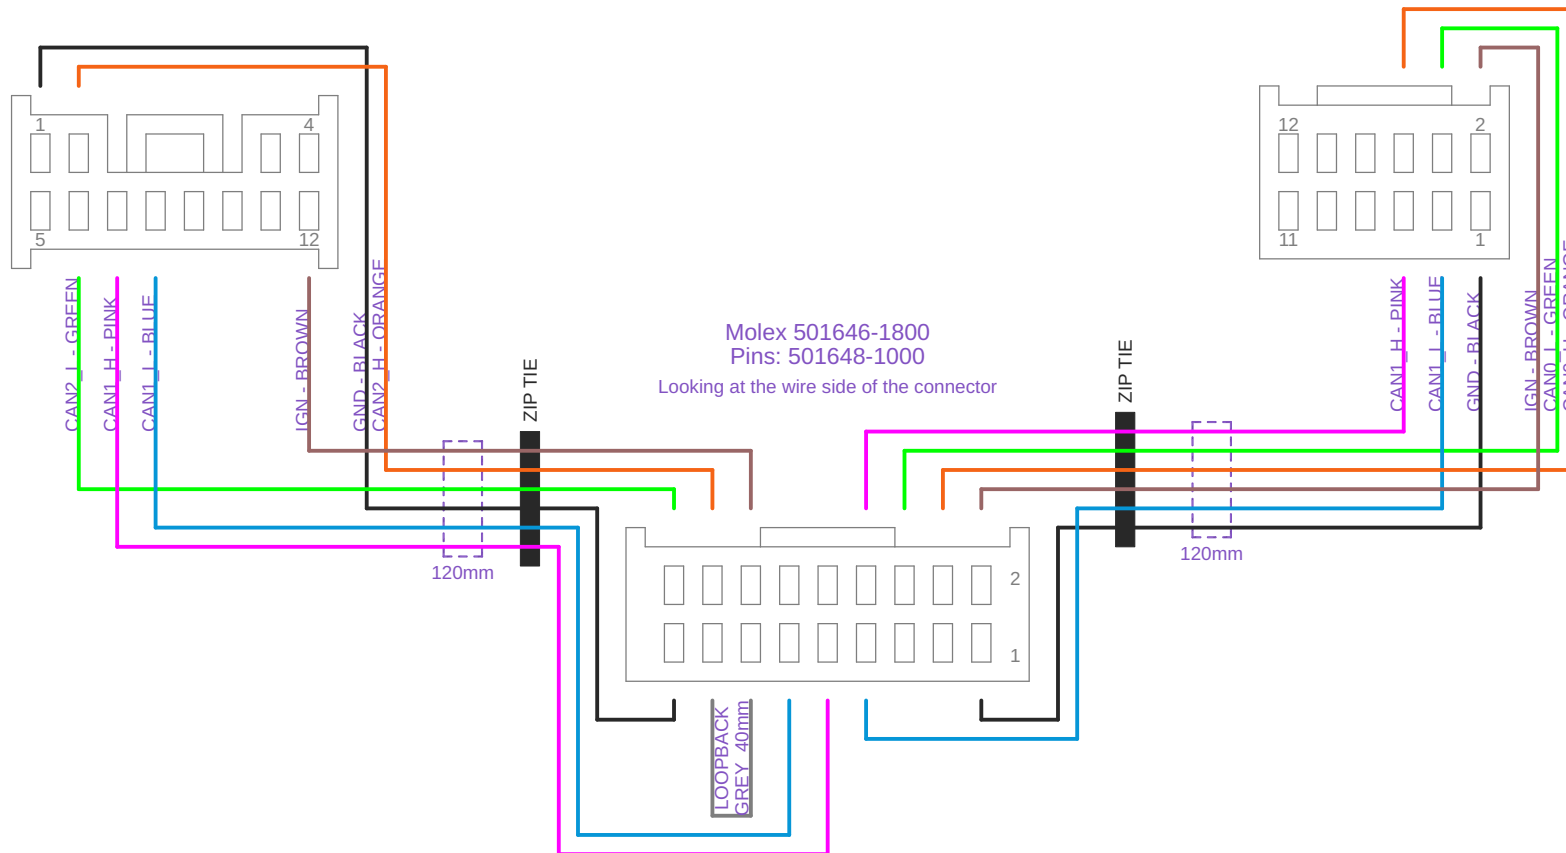 1
4
5
12
12
2
11
1
CAN2_L - GREEN
CAN1_H - PINK
CAN1_L - BLUE
IGN - BROWN
GND - BLACK
CAN2_H - ORANGE
ZIP TIE
Molex 501646-1800
Pins: 501648-1000
Looking at the wire side of the connector
ZIP TIE
CAN1_H - PINK
CAN1_L - BLUE
GND - BLACK
IGN - BROWN
CAN0_L - GREEN
120mm
120mm
2
1
LOOPBACK
GREY 40mm